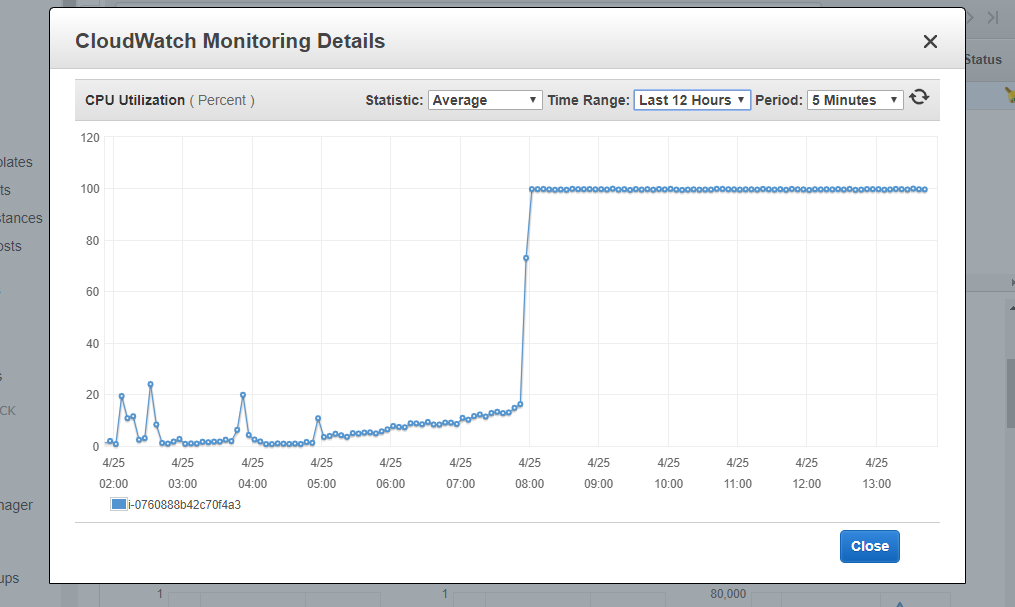 CloudWatch Monitoring Details
Status
CPU Utilization ( Percent ) Statistic: Average Time Range: Last 12 Hours Period: 5 Minutes
120
100
80
60
40
20
0
4/25 4/25 4/25 4/25 4/25 4/25 4/25 4/25 4/25 4/25 4/25 4/25
02:00 03:00 04:00 05:00 06:00 07:00 08:00 09:00 10:00 11:00 12:00 13:00
i-0760888b42c70f4a3
Close
plates
ts
stances
osts
s
CK
nager
ups
1 1 80,000